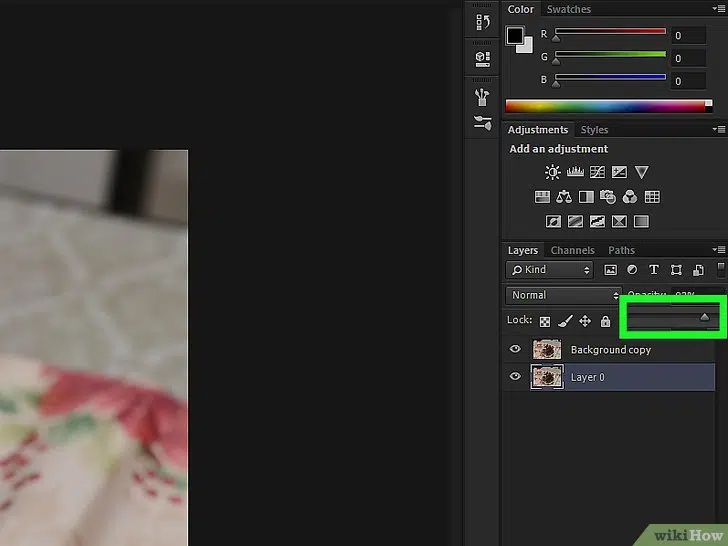 Color Swatches
R 0
G 0
B 0
Adjustments Styles
Add an adjustment
Layers Channels Paths
Kind
Normal Opacity: 92%
Lock:
Background copy
Layer 0
wikiHow